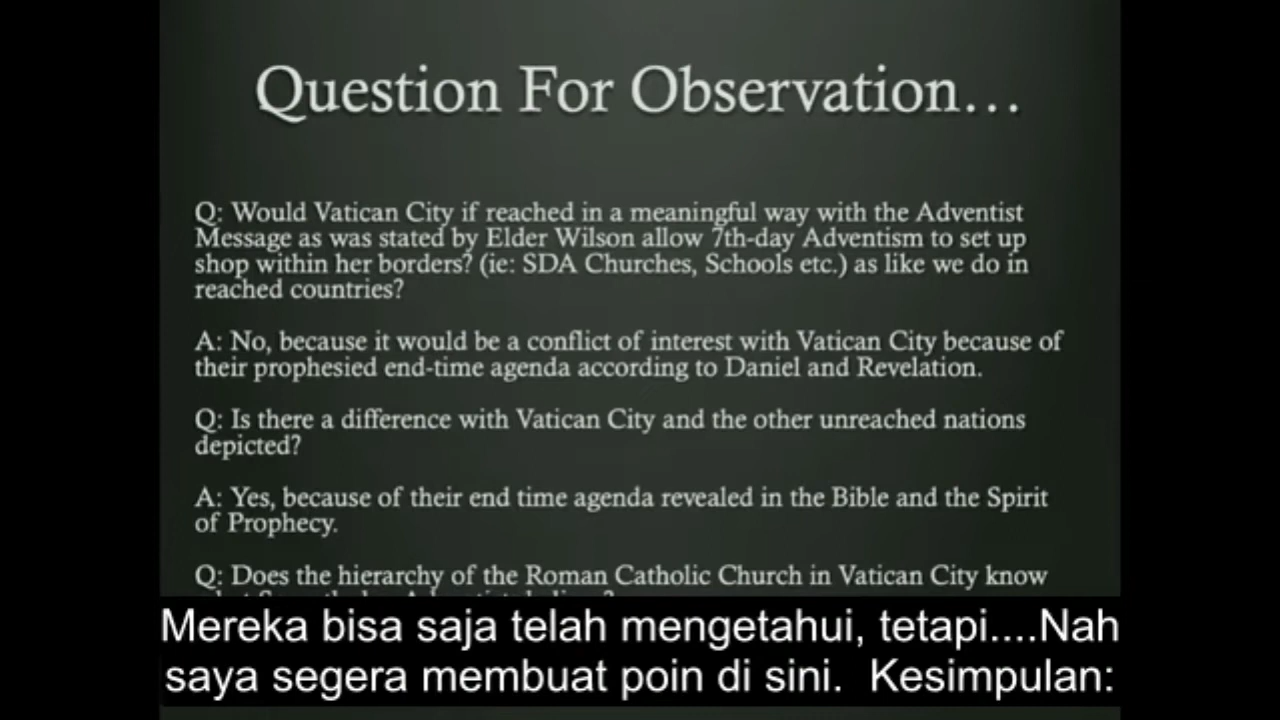 Question For Observation...
Q: Would Vatican City if reached in a meaningful way with the Adventist
Message as was stated by Elder Wilson allow 7th-day Adventism to set up
shop within her borders? (ie: SDA Churches, Schools etc.) as like we do in
reached countries?
A: No, because it would be a conflict of interest with Vatican City because of
their prophesied end-time agenda according to Daniel and Revelation.
Q: Is there a difference with Vatican City and the other unreached nations
depicted?
A: Yes, because of their end time agenda revealed in the Bible and the Spirit
of Prophecy.
Q: Does the hierarchy of the Roman Catholic Church in Vatican City know
Mereka bisa saja telah mengetahui, tetapi....Nah
saya segera membuat poin di sini.  Kesimpulan: